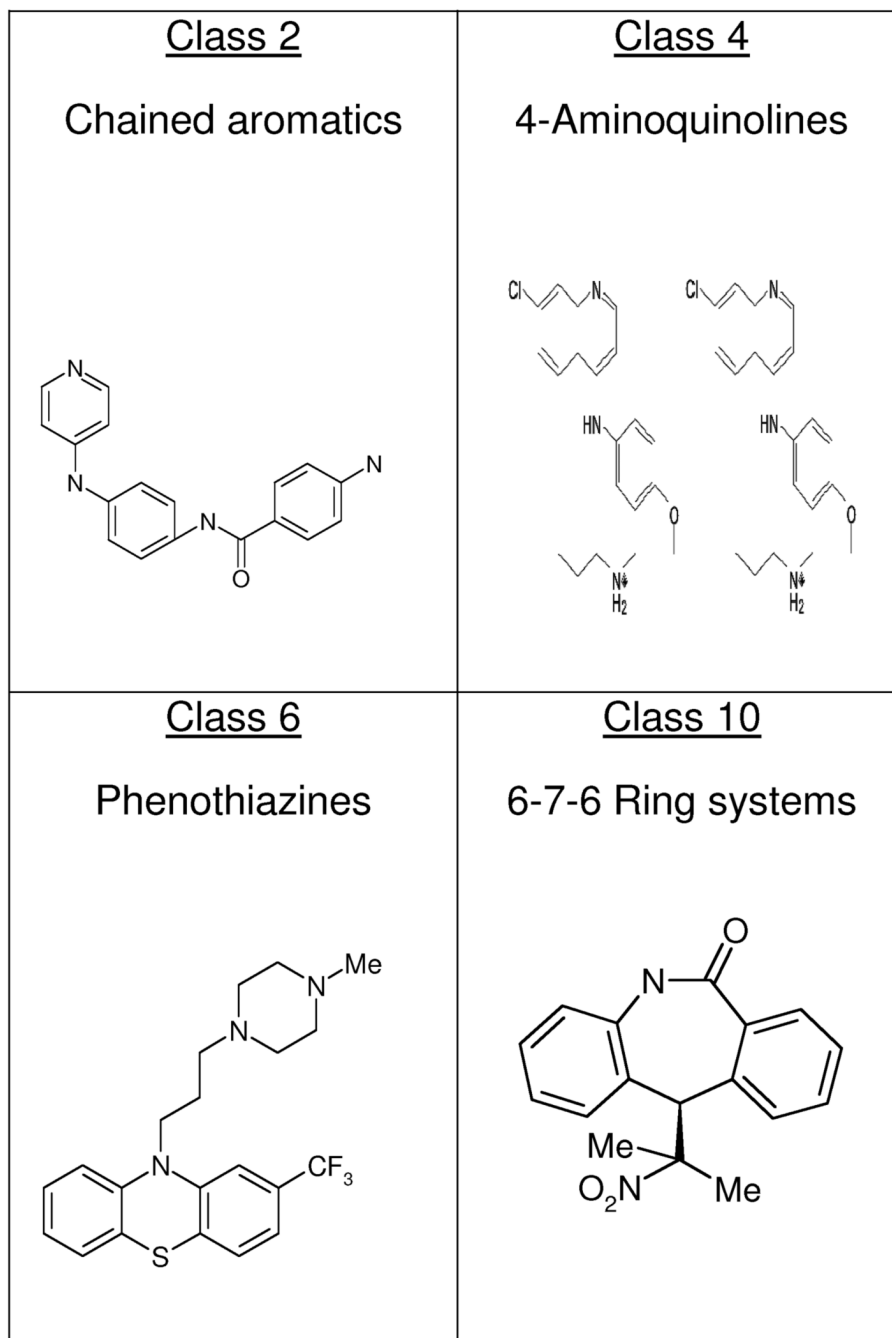 Class 2
Chained aromatics
N
N
N
O
N
Class 4
4-Aminoquinolines
Cl N Cl N
HN HN
O O
N N
H2 H2
Class 6
Phenothiazines
Me
N
N
N
CF3
S
Class 10
6-7-6 Ring systems
O
N
Me
O2N Me